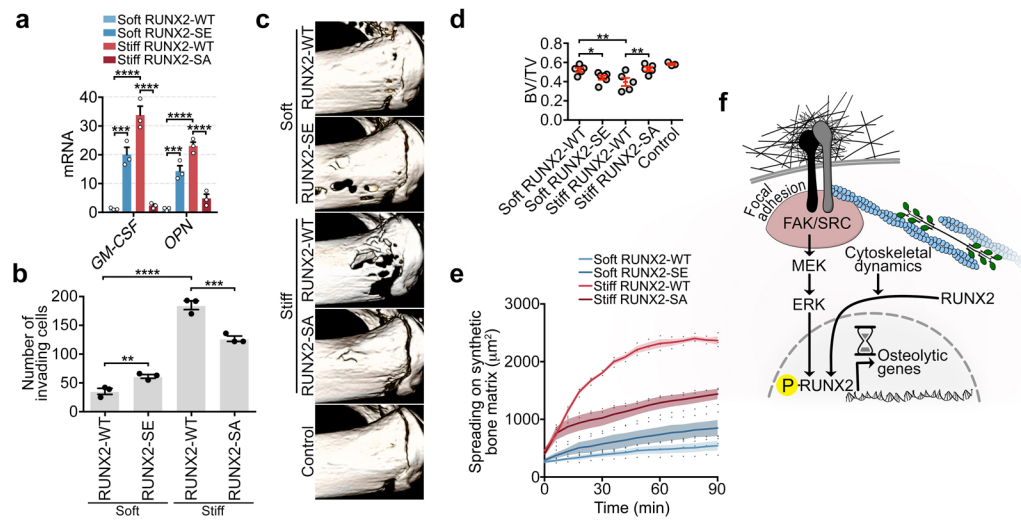 a
Soft RUNX2-WT
Soft RUNX2-SE
Stiff RUNX2-WT
Stiff RUNX2-SA
mRNA
40
30
20
10
0
****
****
***
****
****
***
GM-CSF
OPN
b
Number of
invading cells
200
150
100
50
0
****
***
**
RUNX2-WT
RUNX2-SE
RUNX2-WT
RUNX2-SA
Soft
Stiff
c
Soft
Stiff
RUNX2-WT
RUNX2-SE
RUNX2-WT
RUNX2-SA
Control
d
BV/TV
0.8
0.6
0.4
0.2
0.0
**
*
**
Soft RUNX2-WT
Soft RUNX2-SE
Stiff RUNX2-WT
Stiff RUNX2-SA
Control
e
Soft RUNX2-WT
Soft RUNX2-SE
Stiff RUNX2-WT
Stiff RUNX2-SA
Spreading on synthetic
bone matrix (µm²)
3000
2000
1000
0
0
30
60
90
Time (min)
f
Focal
adhesion
FAK/SRC
MEK
Cytoskeletal
dynamics
ERK
RUNX2
Osteolytic
genes
P
RUNX2